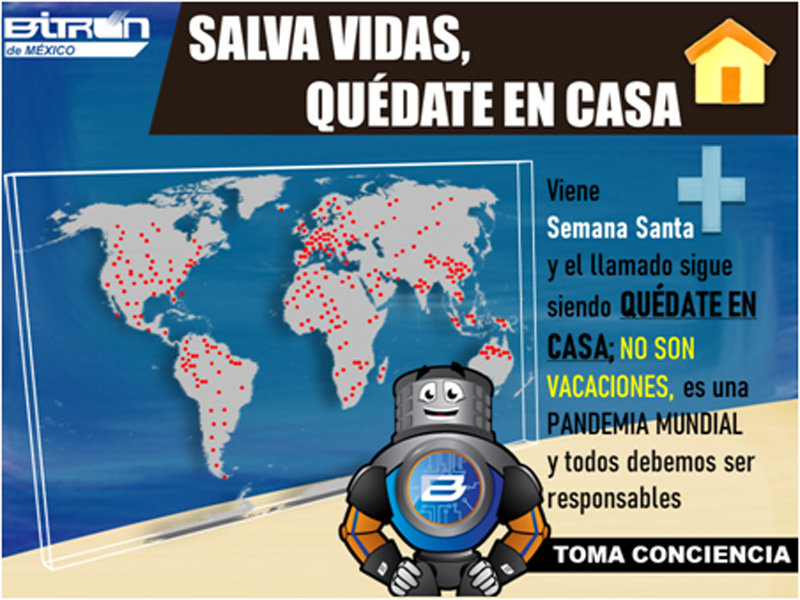 BITRON
de MÉXICO
SALVA VIDAS,
QUÉDATE EN CASA
Viene
Semana Santa
y el llamado sigue
siendo QUÉDATE EN
CASA; NO SON
VACACIONES, es una
PANDEMIA MUNDIAL
y todos debemos ser
responsables
B
TOMA CONCIENCIA